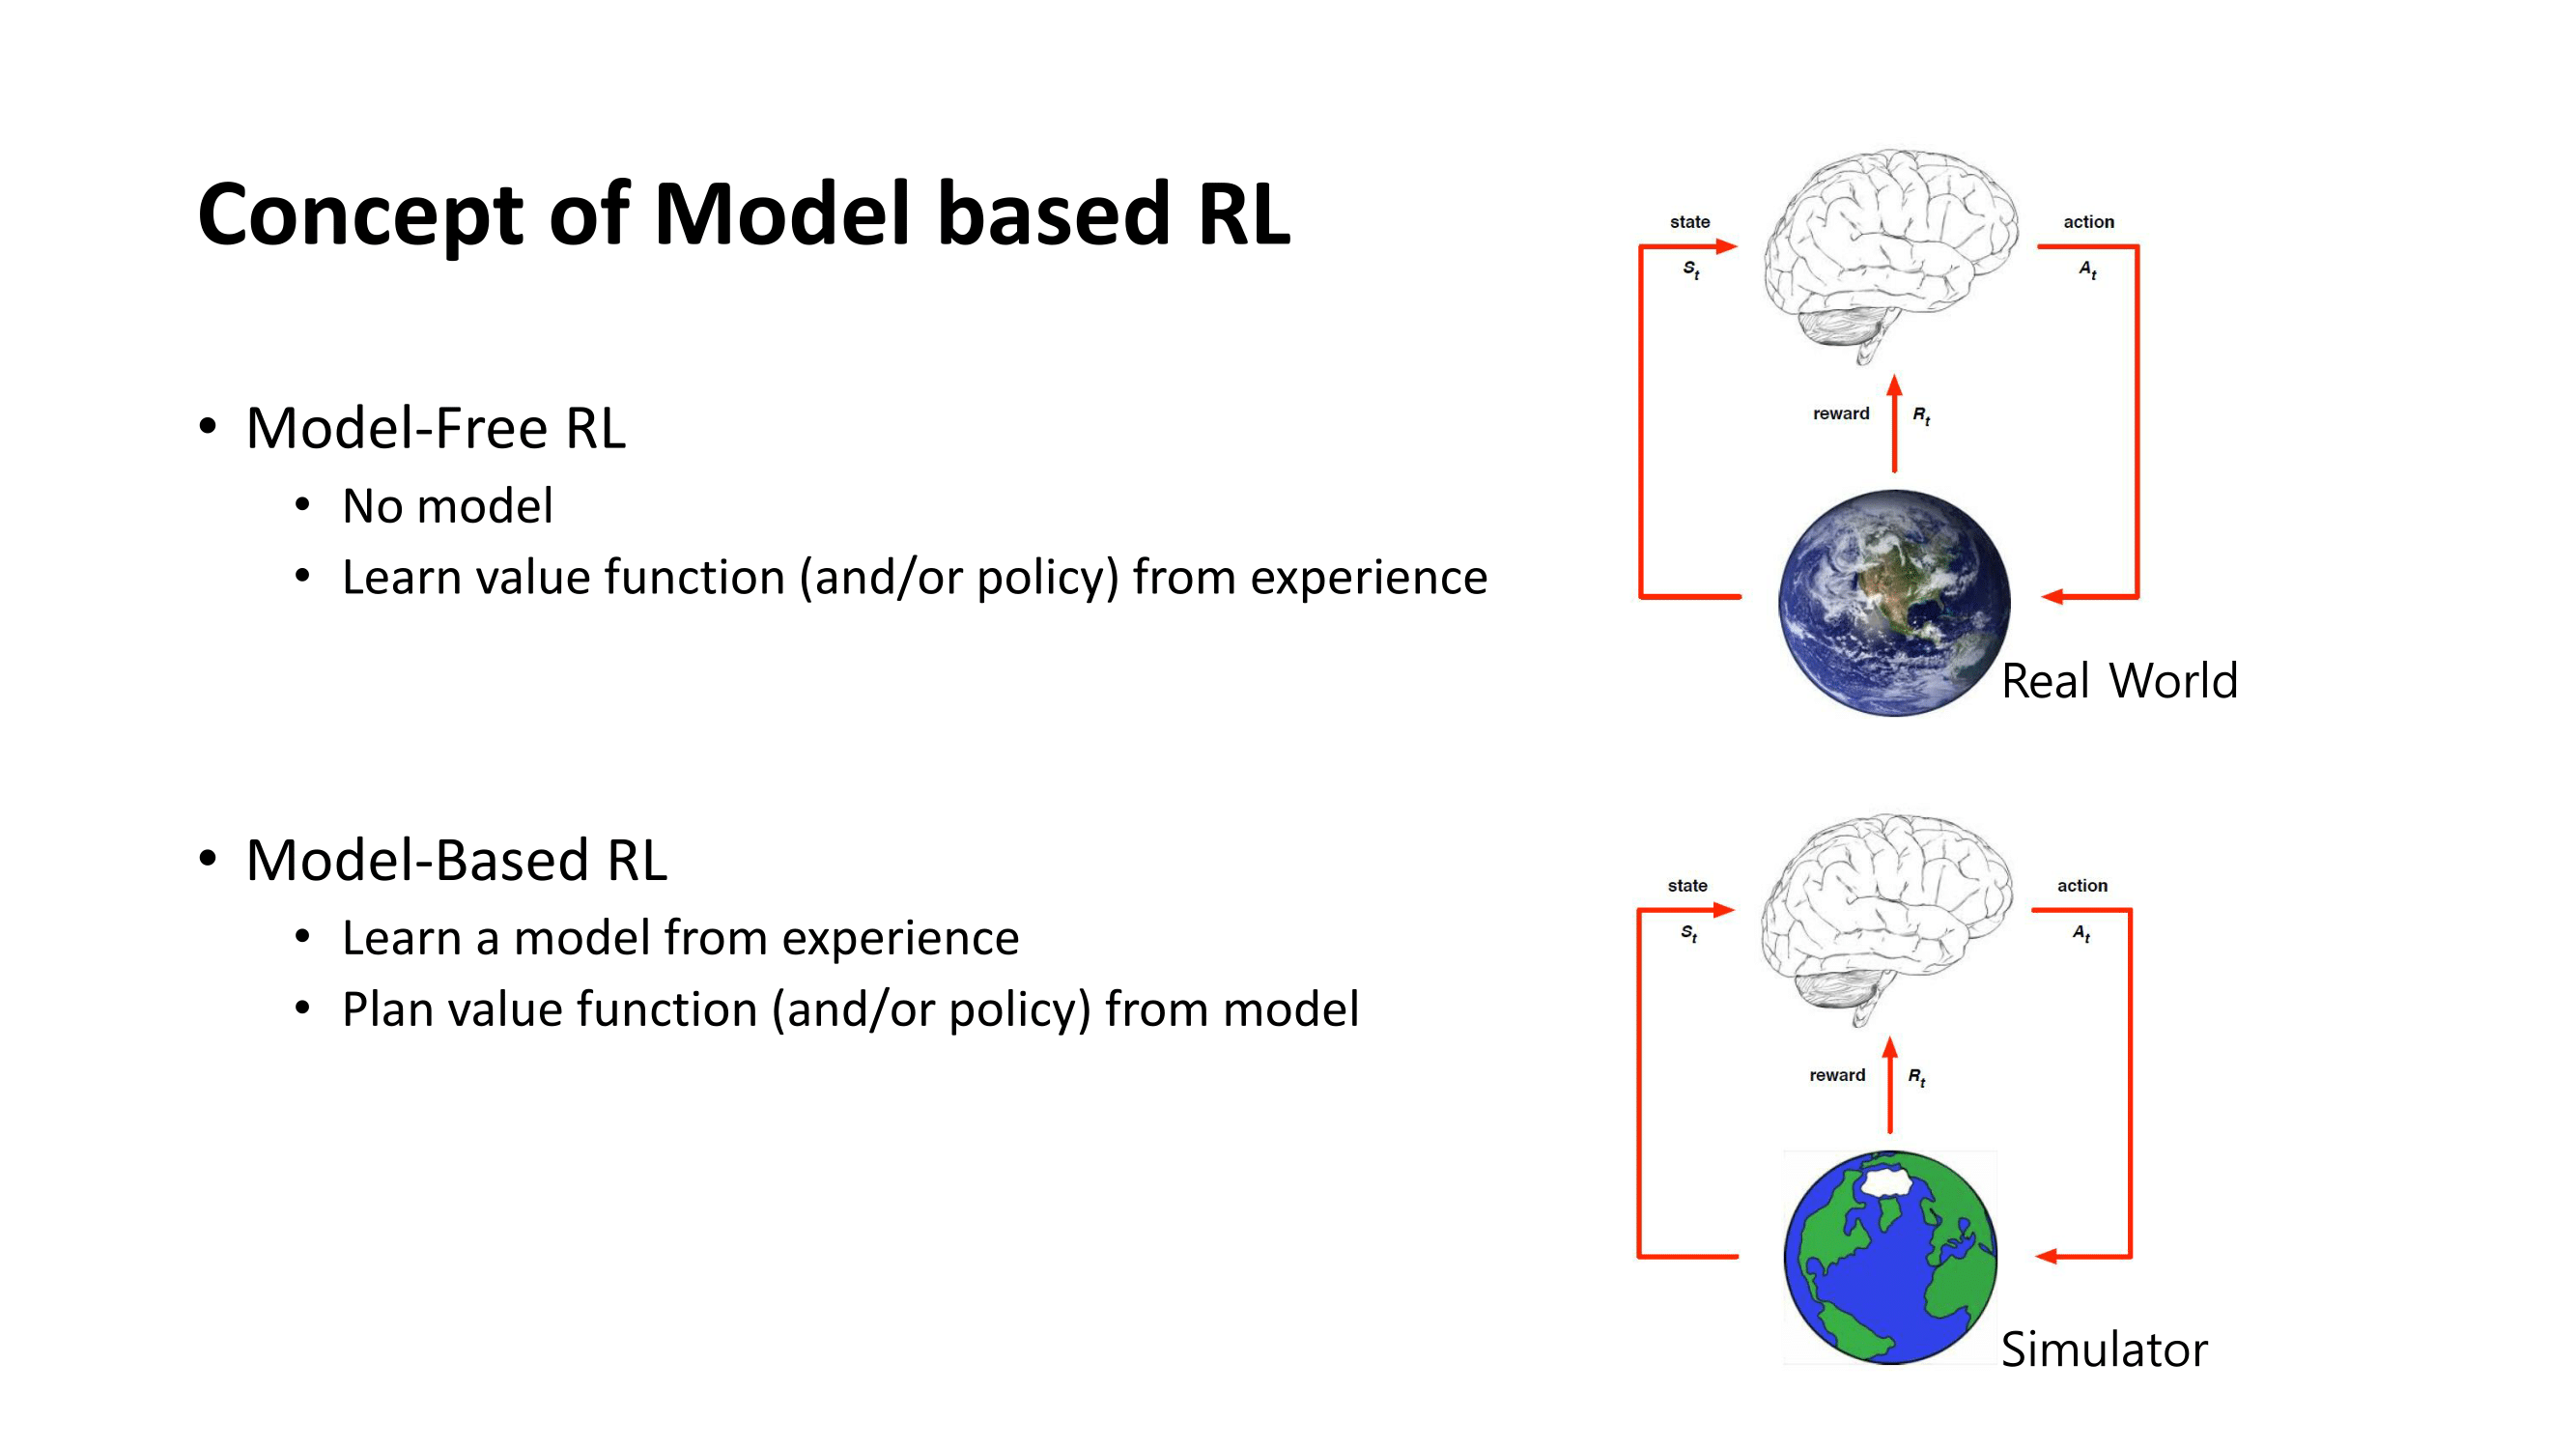 Concept of Model based RL
• Model-Free RL
• No model
• Learn value function (and/or policy) from experience
• Model-Based RL
• Learn a model from experience
• Plan value function (and/or policy) from model
state
action
S_t
A_t
reward R_t
Real World
state
action
S_t
A_t
reward R_t
Simulator